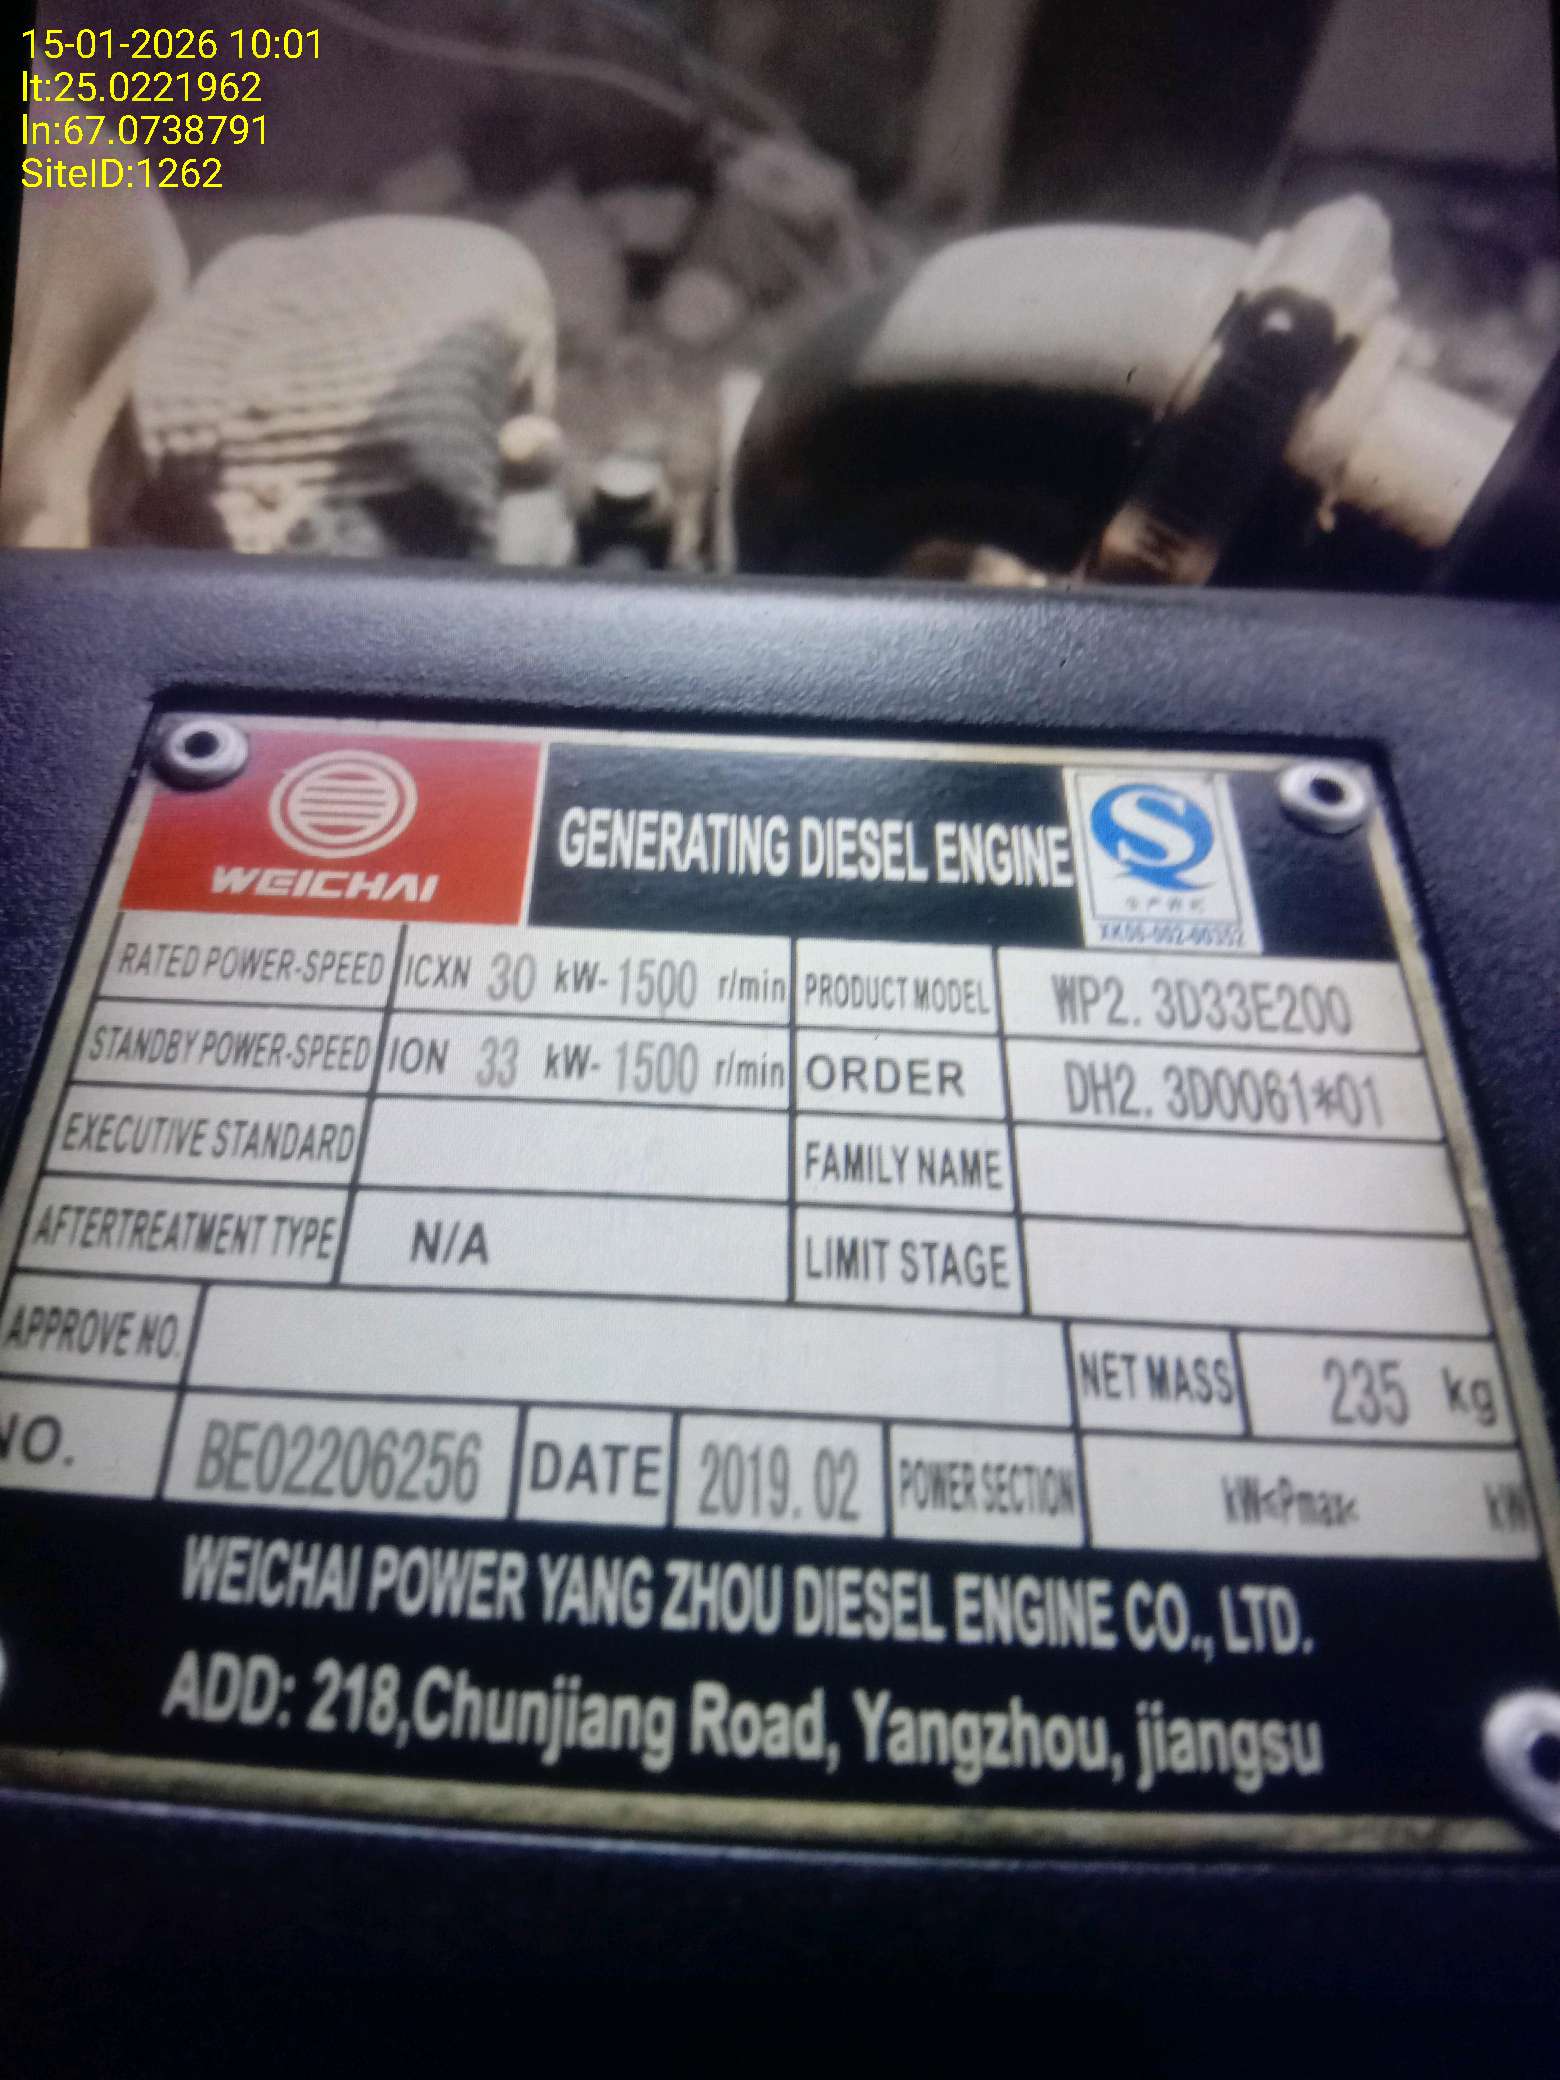 15-01-2026 10:01
lt:25.0221962
ln:67.0738791
SiteID:1262
WEICHAI
GENERATING DIESEL ENGINE
XK06-002-00352
RATED POWER-SPEED ICXN 30 kW- 1500 r/min PRODUCT MODEL WP2. 3D33E200
STANDBY POWER-SPEED ION 33 kW- 1500 r/min ORDER DH2. 3D0061*01
EXECUTIVE STANDARD FAMILY NAME
AFTERTREATMENT TYPE N/A LIMIT STAGE
APPROVE NO. NET MASS 235 kg
NO. BE02206256 DATE 2019. 02 POWER SECTION kW<Pmax< kW
WEICHAI POWER YANG ZHOU DIESEL ENGINE CO., LTD.
ADD: 218,Chunjiang Road, Yangzhou, jiangsu